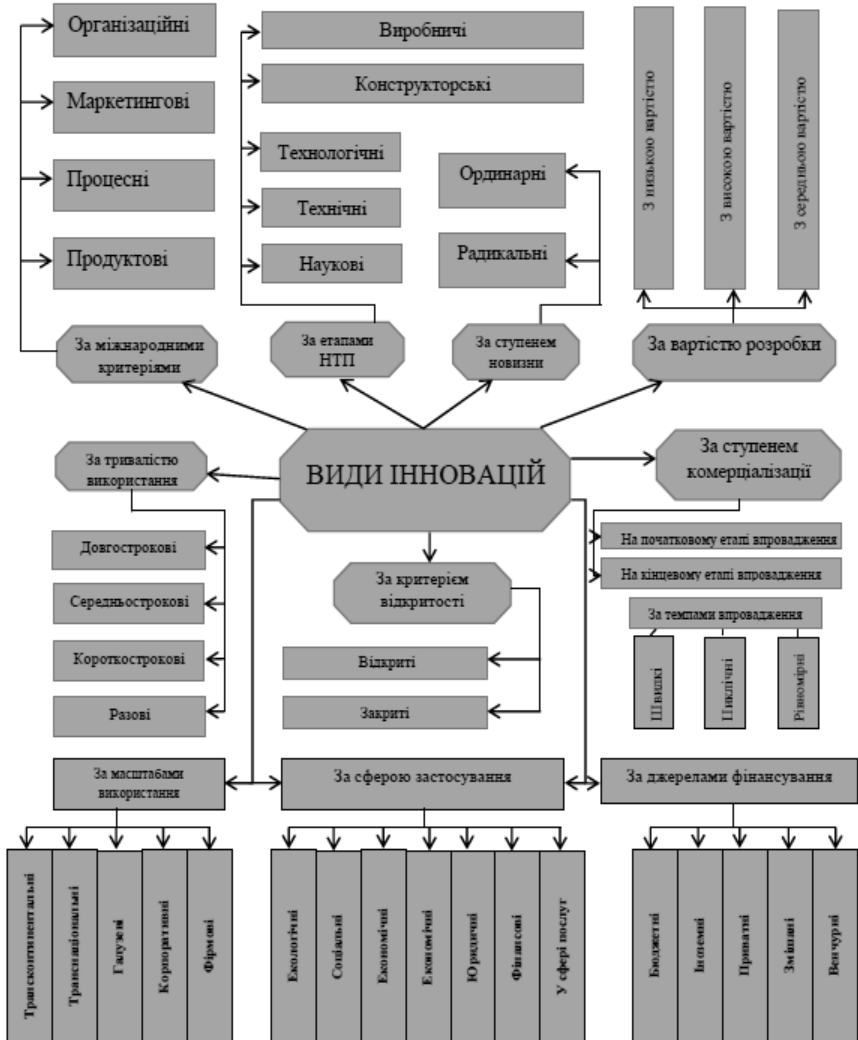 Організаційні
Маркетингові
Процесні
Продуктові
Виробничі
Конструкторські
Технологічні
Технічні
Наукові
Ординарні
Радикальні
З низькою вартістю
З високою вартістю
З середньою вартістю
За міжнародними
критеріями
За етапами
НТП
За ступенем
новизни
За вартістю розробки
ВИДИ ІННОВАЦІЙ
За тривалістю
використання
Довгострокові
Середньострокові
Короткострокові
Разові
За критерієм
відкритості
Відкриті
Закриті
За ступенем
комерціалізації
На початковому етапі впровадження
На кінцевому етапі впровадження
За темпами впровадження
Швидкі
Циклічні
Рівномірні
За масштабами
використання
За сферою застосування
За джерелами фінансування
Трансконтинентальні
Транснаціональні
Галузеві
Корпоративні
Фірмові
Екологічні
Соціальні
Економічні
Економічні
Юридичні
Фінансові
У сфері послуг
Бюджетні
Іноземні
Приватні
Змішані
Венчурні